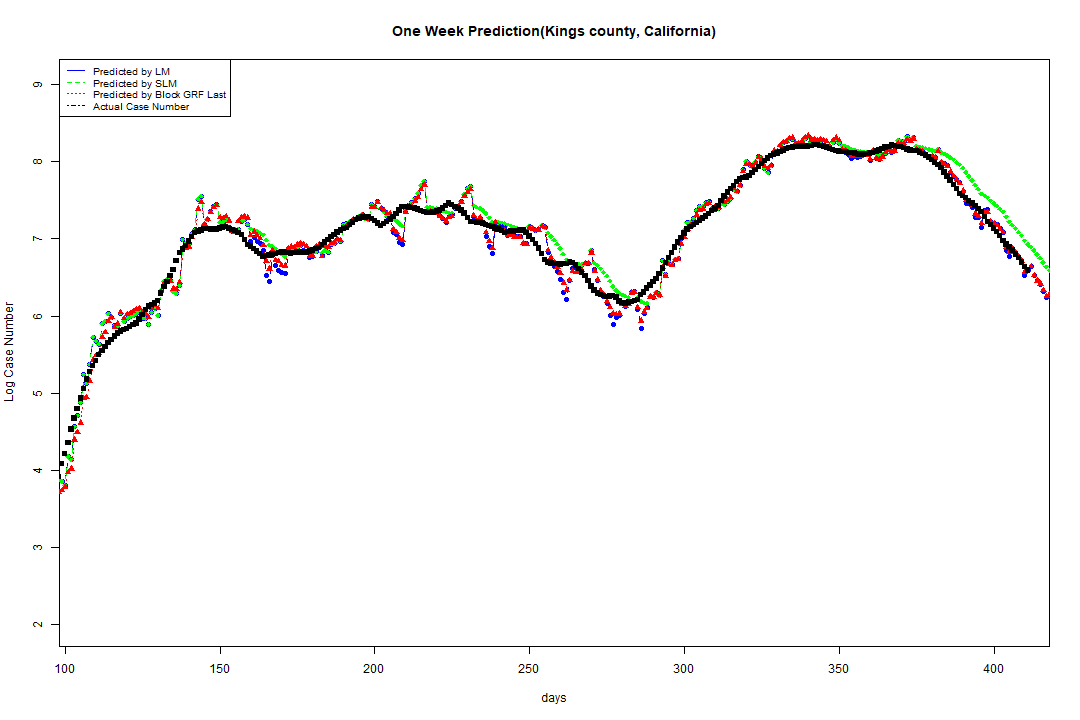 One Week Prediction(Kings county, California)
Predicted by LM
Predicted by SLM
Predicted by Block GRF Last
Actual Case Number
9
8
7
6
5
4
3
2
Log Case Number
100 150 200 250 300 350 400
days